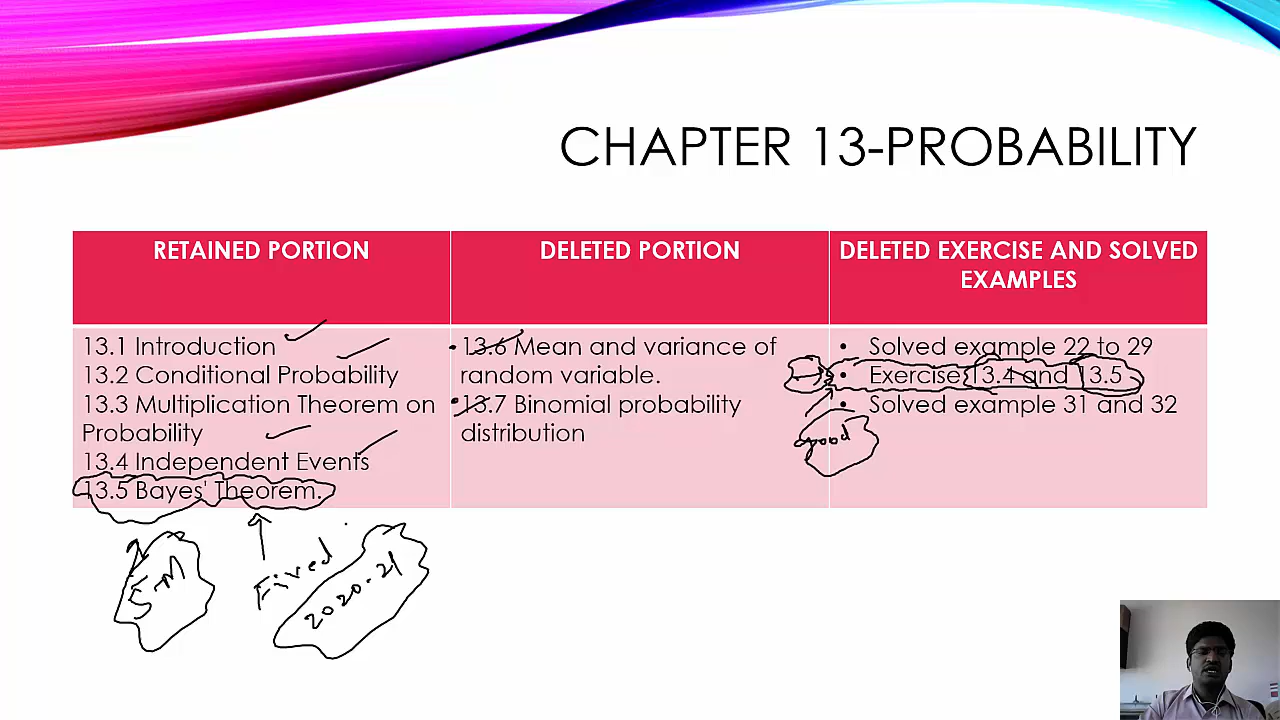 CHAPTER 13-PROBABILITY
RETAINED PORTION
DELETED PORTION
DELETED EXERCISE AND SOLVED
EXAMPLES
13.1 Introduction
13.2 Conditional Probability
13.3 Multiplication Theorem on
Probability
13.4 Independent Events
13.5 Bayes' Theorem.
13.6 Mean and variance of
random variable.
13.7 Binomial probability
distribution
• Solved example 22 to 29
• Exercise 13.4 and 13.5
• Solved example 31 and 32
good
5M
Fixed
2020-21